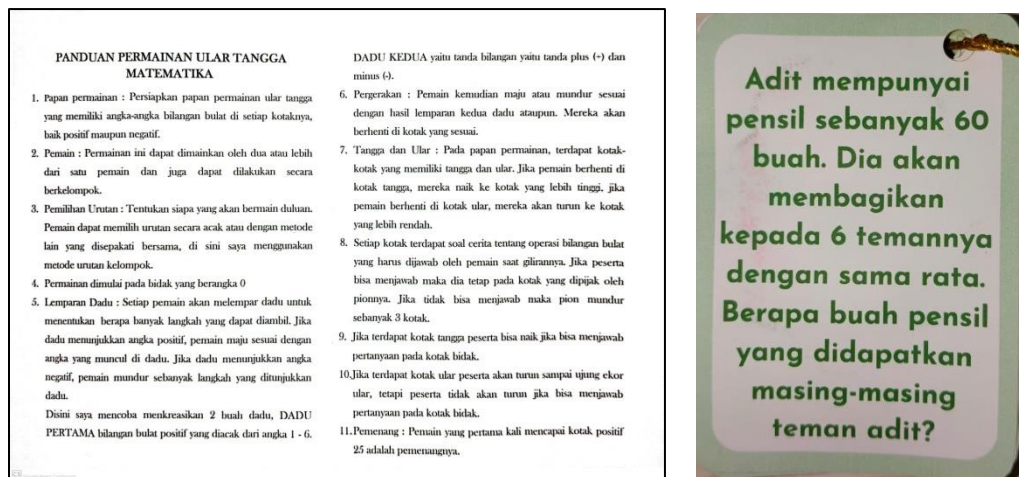 PANDUAN PERMAINAN ULAR TANGGA
MATEMATIKA
1. Papan permainan : Persiapkan papan permainan ular tangga
yang memiliki angka-angka bilangan bulat di setiap kotaknya,
baik positif maupun negatif.
2. Pemain : Permainan ini dapat dimainkan oleh dua atau lebih
dari satu pemain dan juga dapat dilakukan secara
berkelompok.
3. Pemilihan Urutan : Tentukan siapa yang akan bermain duluan.
Pemain dapat memilih urutan secara acak atau dengan metode
lain yang disepakati bersama, di sini saya menggunakan
metode urutan kelompok.
4. Permainan dimulai pada bidak yang berangka 0
5. Lemparan Dadu : Setiap pemain akan melempar dadu untuk
menentukan berapa banyak langkah yang dapat diambil. Jika
dadu menunjukkan angka positif, pemain maju sesuai dengan
angka yang muncul di dadu. Jika dadu menunjukkan angka
negatif, pemain mundur sebanyak langkah yang ditunjukkan
dadu.
Disini saya mencoba menkreasikan 2 buah dadu, DADU
PERTAMA bilangan bulat positif yang diacak dari angka 1 - 6.
DADU KEDUA yaitu tanda bilangan yaitu tanda plus (+) dan
minus (-).
6. Pergerakan : Pemain kemudian maju atau mundur sesuai
dengan hasil lemparan kedua dadu ataupun. Mereka akan
berhenti di kotak yang sesuai.
7. Tangga dan Ular : Pada papan permainan, terdapat kotak-
kotak yang memiliki tangga dan ular. Jika pemain berhenti di
kotak tangga, mereka naik ke kotak yang lebih tinggi, jika
pemain berhenti di kotak ular, mereka akan turun ke kotak
yang lebih rendah.
8. Setiap kotak terdapat soal cerita tentang operasi bilangan bulat
yang harus dijawab oleh pemain saat gilirannya. Jika peserta
bisa menjawab maka dia tetap pada kotak yang dipijak oleh
pionnya. Jika tidak bisa menjawab maka pion mundur
sebanyak 3 kotak.
9. Jika terdapat kotak tangga peserta bisa naik jika bisa menjawab
pertanyaan pada kotak bidak.
10.Jika terdapat kotak ular peserta akan turun sampai ujung ekor
ular, tetapi peserta tidak akan turun jika bisa menjawab
pertanyaan pada kotak bidak.
11.Pemenang : Pemain yang pertama kali mencapai kotak positif
25 adalah pemenangnya.
Adit mempunyai
pensil sebanyak 60
buah. Dia akan
membagikan
kepada 6 temannya
dengan sama rata.
Berapa buah pensil
yang didapatkan
masing-masing
teman adit?